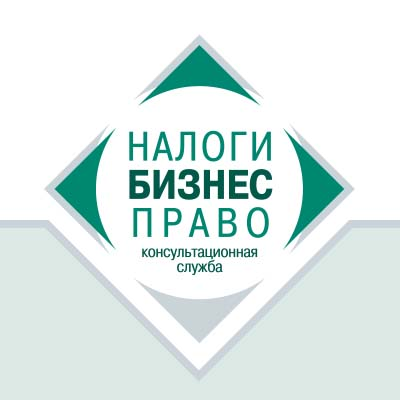 НАЛОГИ
БИЗНЕС
ПРАВО
консультационная
служба